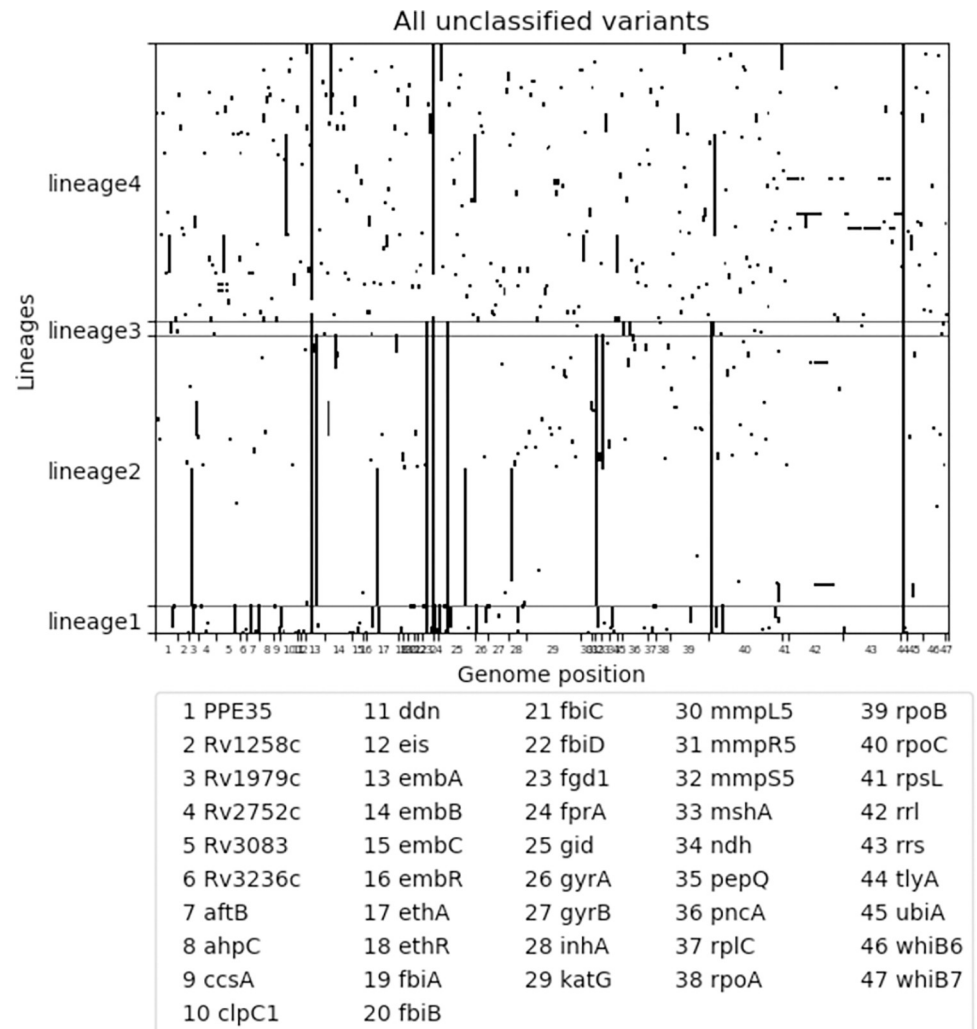 All unclassified variants
lineage4
lineage3
lineage2
lineage1
Lineages
1 2 3 4 5 6 7 8 9 10 13 14 15 16 17 24 25 26 27 28 29 36 37 38 39 40 41 42 43 44 45 46 47
Genome position
1 PPE35 11 ddn 21 fbiC 30 mmpL5 39 rpoB
2 Rv1258c 12 eis 22 fbiD 31 mmpR5 40 rpoC
3 Rv1979c 13 embA 23 fgd1 32 mmpS5 41 rpsL
4 Rv2752c 14 embB 24 fprA 33 mshA 42 rrl
5 Rv3083 15 embC 25 gid 34 ndh 43 rrs
6 Rv3236c 16 embR 26 gyrA 35 pepQ 44 tlyA
7 aftB 17 ethA 27 gyrB 36 pncA 45 ubiA
8 ahpC 18 ethR 28 inhA 37 rplC 46 whiB6
9 ccsA 19 fbiA 29 katG 38 rpoA 47 whiB7
10 clpC1 20 fbiB